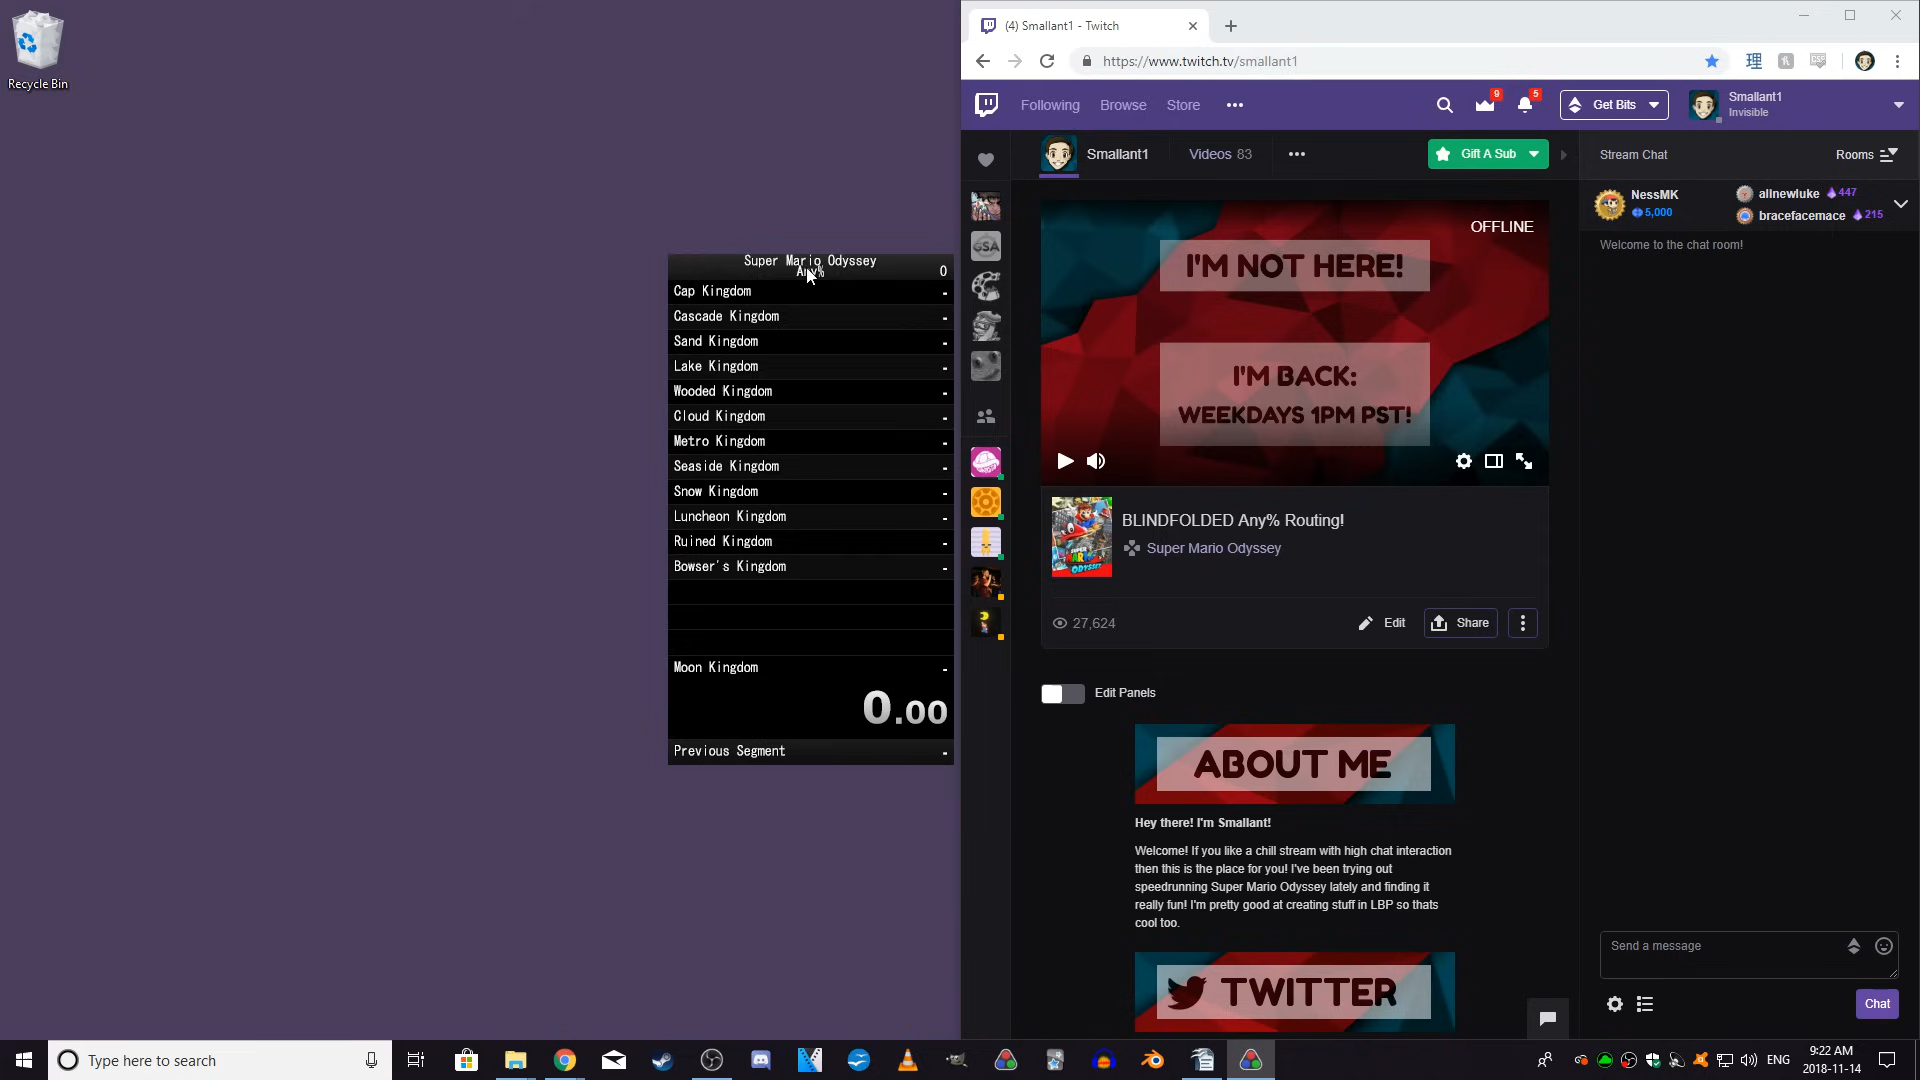 Recycle Bin
(4) Smallant1 - Twitch
https://www.twitch.tv/smallant1
Following
Browse
Store
9
5
Get Bits
Smallant1
Invisible
Smallant1
Videos 83
Gift A Sub
Stream Chat
Rooms
NessMK
5,000
allnewluke 447
bracefacemace 215
Welcome to the chat room!
GSA
OFFLINE
I'M NOT HERE!
I'M BACK:
WEEKDAYS 1PM PST!
BLINDFOLDED Any% Routing!
Super Mario Odyssey
27,624
Edit
Share
Edit Panels
ABOUT ME
Hey there! I'm Smallant!
Welcome! If you like a chill stream with high chat interaction
then this is the place for you! I've been trying out
speedrunning Super Mario Odyssey lately and finding it
really fun! I'm pretty good at creating stuff in LBP so thats
cool too.
TWITTER
Send a message
Chat
Super Mario Odyssey
Any% 0
Cap Kingdom -
Cascade Kingdom -
Sand Kingdom -
Lake Kingdom -
Wooded Kingdom -
Cloud Kingdom -
Metro Kingdom -
Seaside Kingdom -
Snow Kingdom -
Luncheon Kingdom -
Ruined Kingdom -
Bowser's Kingdom -
Moon Kingdom -
0.00
Previous Segment -
Type here to search
ENG
9:22 AM
2018-11-14